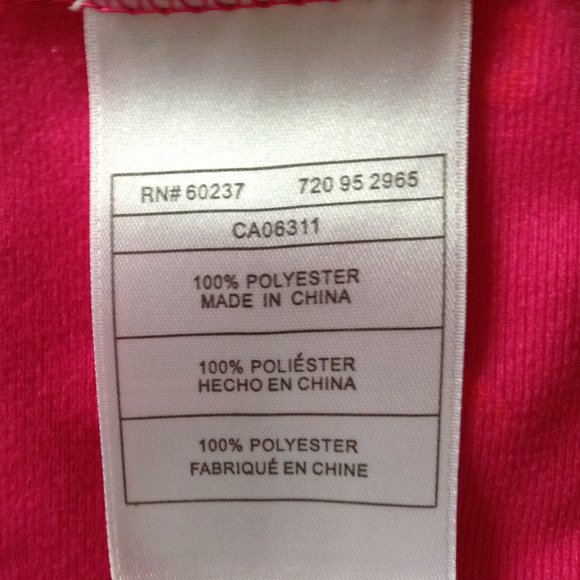 RN# 60237 720 95 2965
CA06311
100% POLYESTER
MADE IN CHINA
100% POLIÉSTER
HECHO EN CHINA
100% POLYESTER
FABRIQUÉ EN CHINE